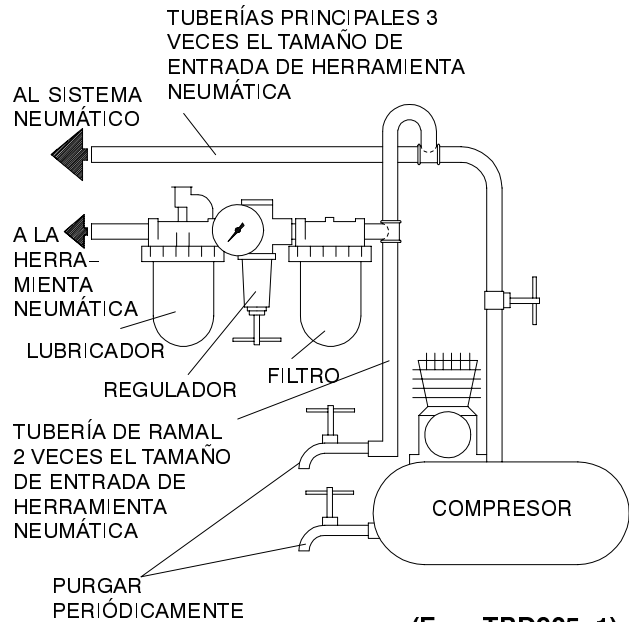 TUBERÍAS PRINCIPALES 3
VECES EL TAMAÑO DE
ENTRADA DE HERRAMIENTA
NEUMÁTICA
AL SISTEMA
NEUMÁTICO
A LA
HERRA–
MIENTA
NEUMÁTICA
LUBRICADOR
REGULADOR
FILTRO
TUBERÍA DE RAMAL
2 VECES EL TAMAÑO
DE ENTRADA DE
HERRAMIENTA
NEUMÁTICA
COMPRESOR
PURGAR
PERIÓDICAMENTE